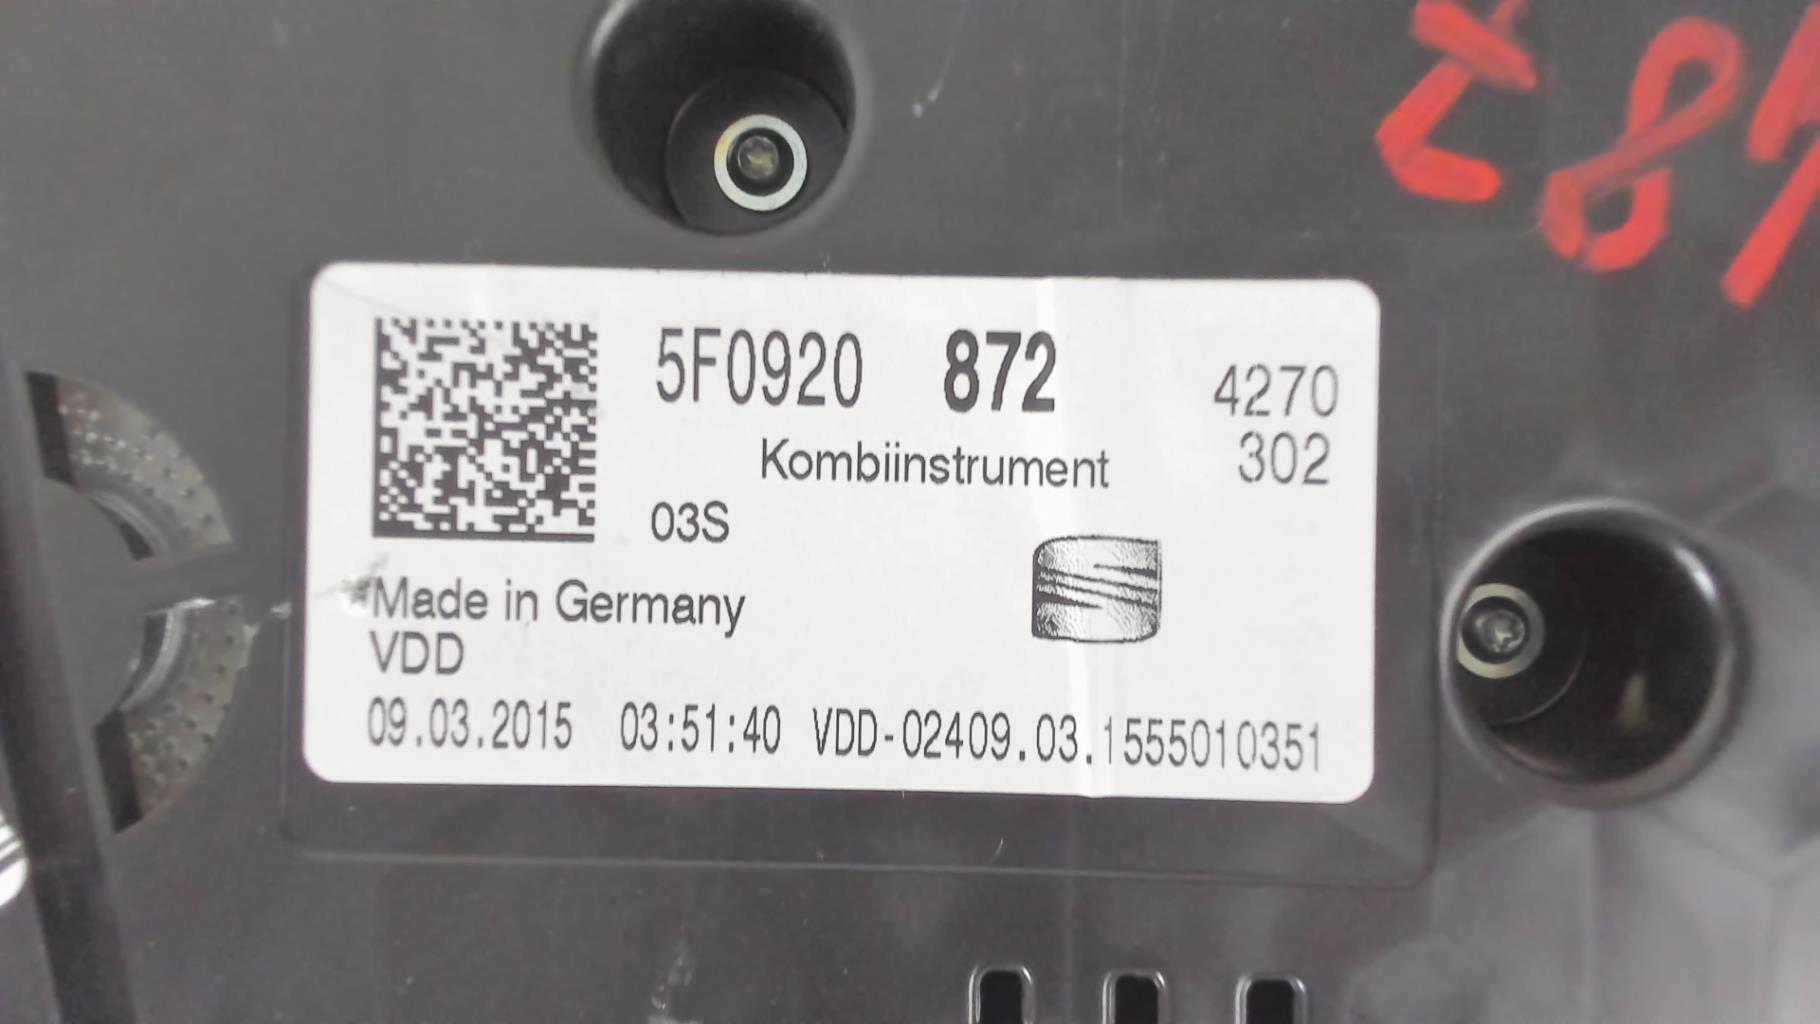 5F0920 872 4270
Kombiinstrument 302
03S
Made in Germany
VDD
09.03.2015 03:51:40 VDD-02409.03.1555010351